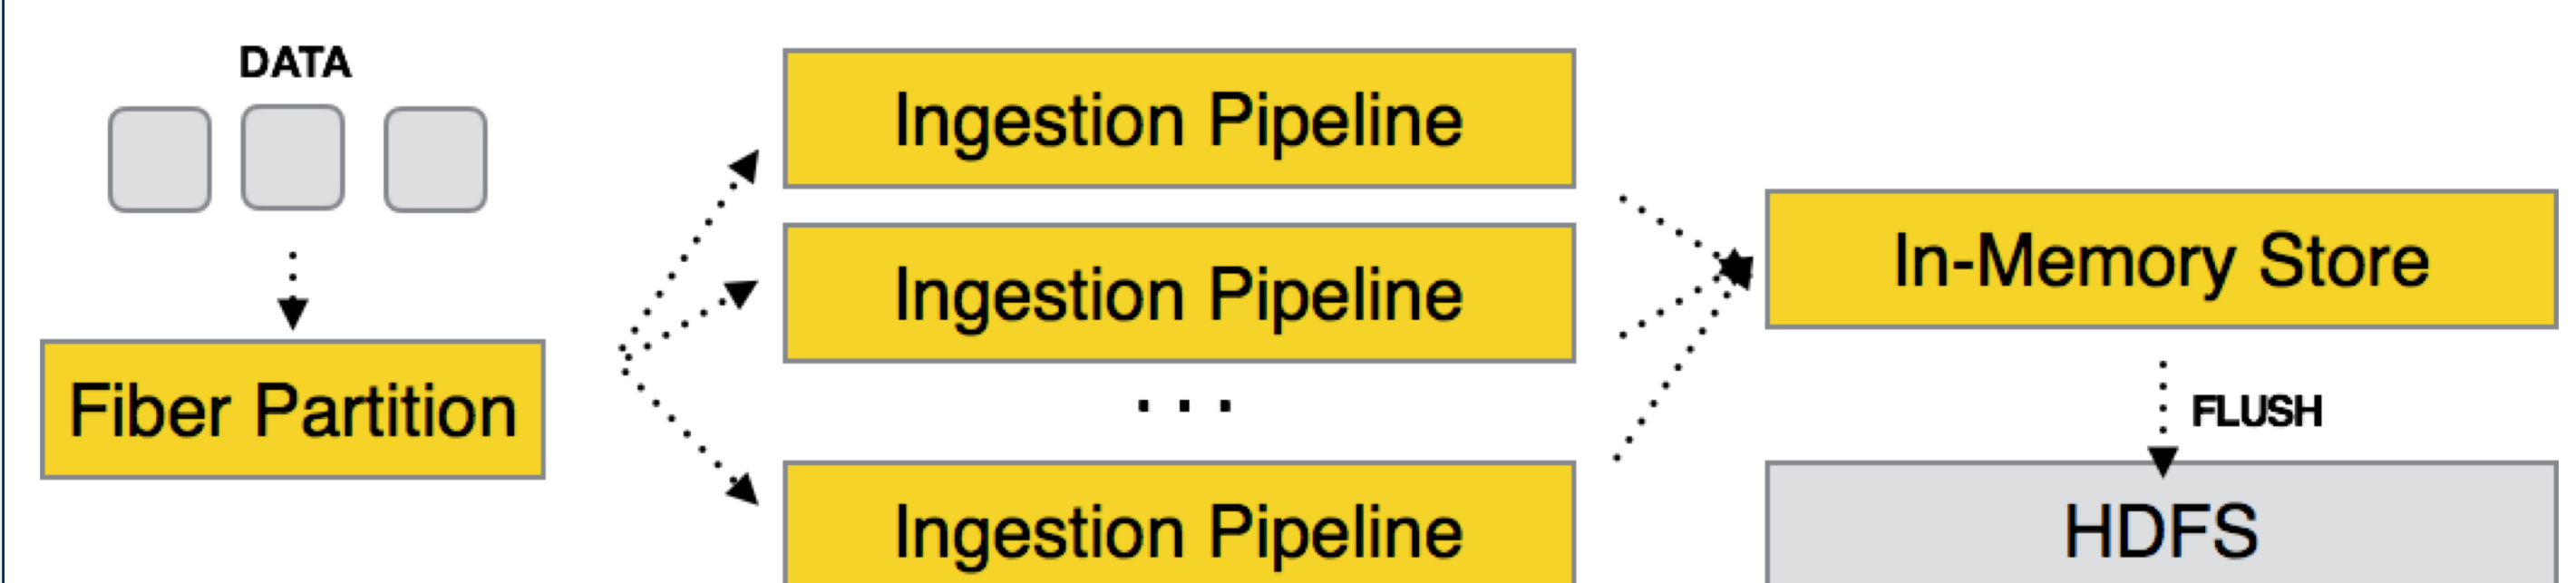 DATA
Fiber Partition
Ingestion Pipeline
Ingestion Pipeline
...
Ingestion Pipeline
In-Memory Store
FLUSH
HDFS